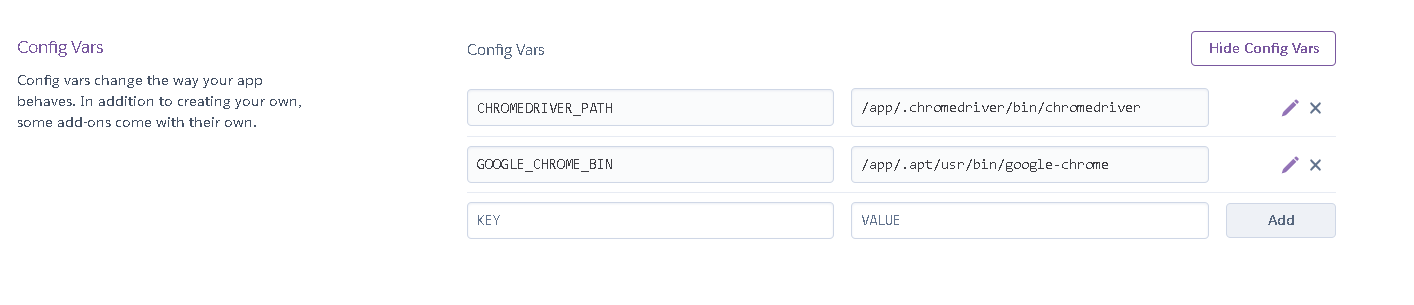 Config Vars
Config vars change the way your app
behaves. In addition to creating your own,
some add-ons come with their own.
Config Vars
Hide Config Vars
CHROMEDRIVER_PATH
/app/.chromedriver/bin/chromedriver
GOOGLE_CHROME_BIN
/app/.apt/usr/bin/google-chrome
KEY
VALUE
Add